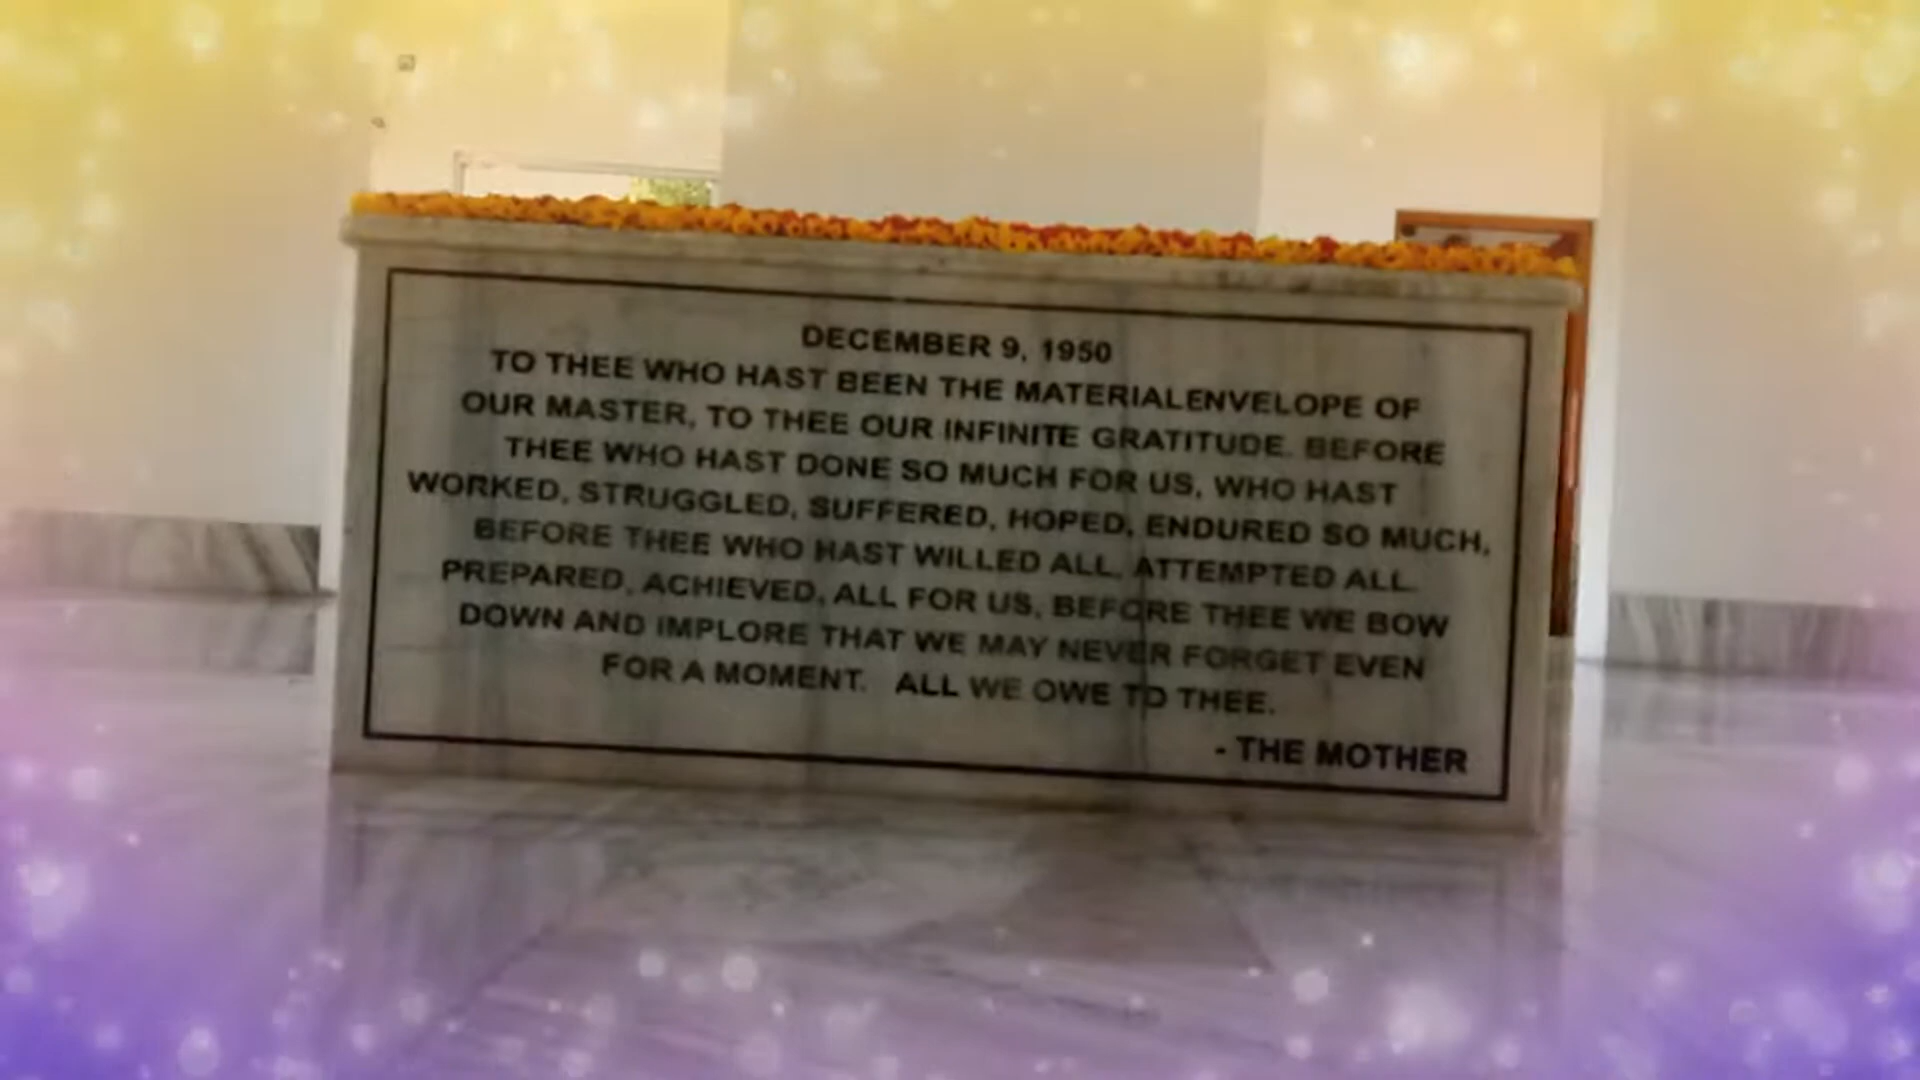 DECEMBER 9, 1950
TO THEE WHO HAST BEEN THE MATERIALENVELOPE OF
OUR MASTER, TO THEE OUR INFINITE GRATITUDE. BEFORE
THEE WHO HAST DONE SO MUCH FOR US, WHO HAST
WORKED, STRUGGLED, SUFFERED, HOPED, ENDURED SO MUCH,
BEFORE THEE WHO HAST WILLED ALL, ATTEMPTED ALL.
PREPARED, ACHIEVED, ALL FOR US, BEFORE THEE WE BOW
DOWN AND IMPLORE THAT WE MAY NEVER FORGET EVEN
FOR A MOMENT. ALL WE OWE TO THEE.
- THE MOTHER